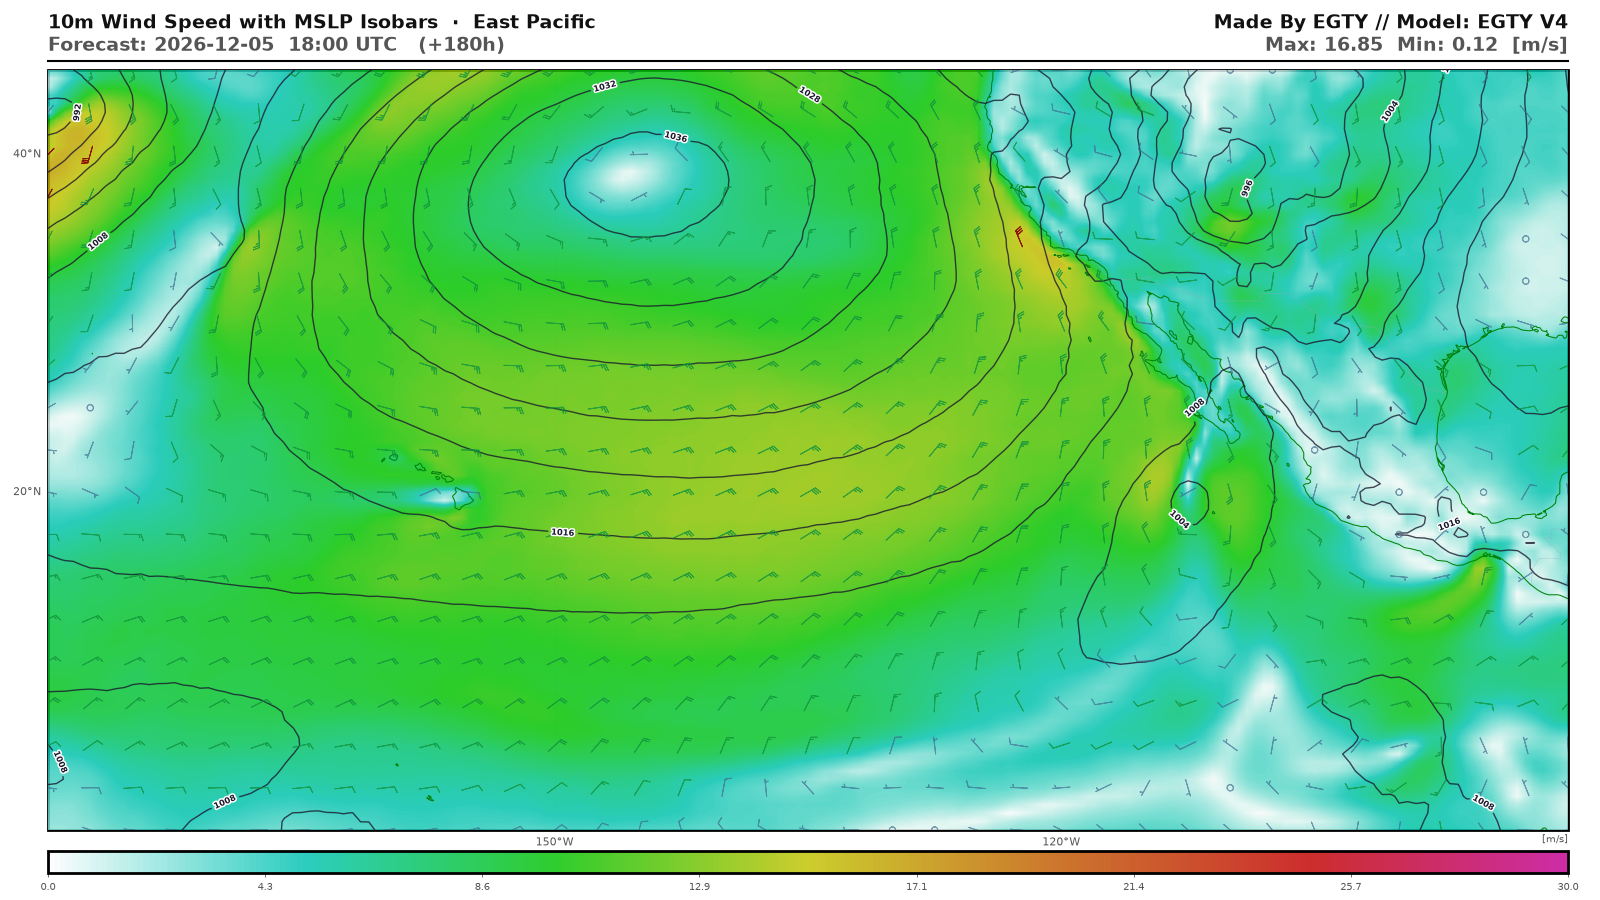 10m Wind Speed with MSLP Isobars · East Pacific
Made By EGTY // Model: EGTY V4
Forecast: 2026-12-05 18:00 UTC (+180h)
Max: 16.85 Min: 0.12 [m/s]
992
1032
1028
1036
1004
40°N
996
1008
1008
20°N
1004
1016
1016
1008
1008
1008
150°W
120°W
[m/s]
0.0
4.3
8.6
12.9
17.1
21.4
25.7
30.0